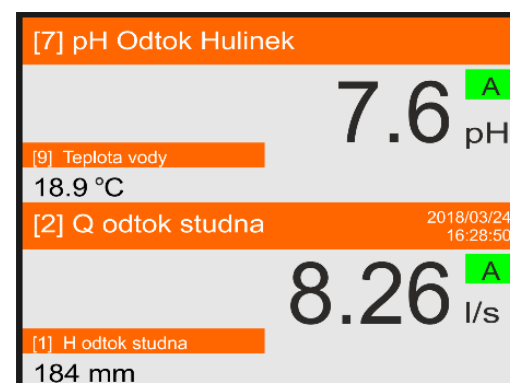 [7] pH Odtok Hulinek
7.6
A
pH
[9] Teplota vody
18.9 °C
[2] Q odtok studna
2018/03/24
16:28:50
8.26
A
l/s
[1] H odtok studna
184 mm